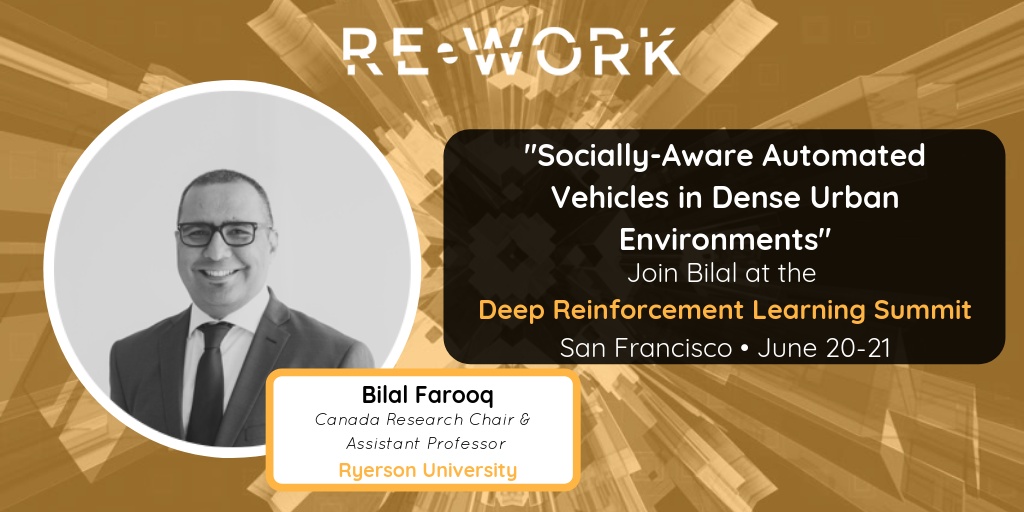 RE•WORK
"Socially-Aware Automated
Vehicles in Dense Urban
Environments"
Join Bilal at the
Deep Reinforcement Learning Summit
San Francisco • June 20-21
Bilal Farooq
Canada Research Chair &
Assistant Professor
Ryerson University